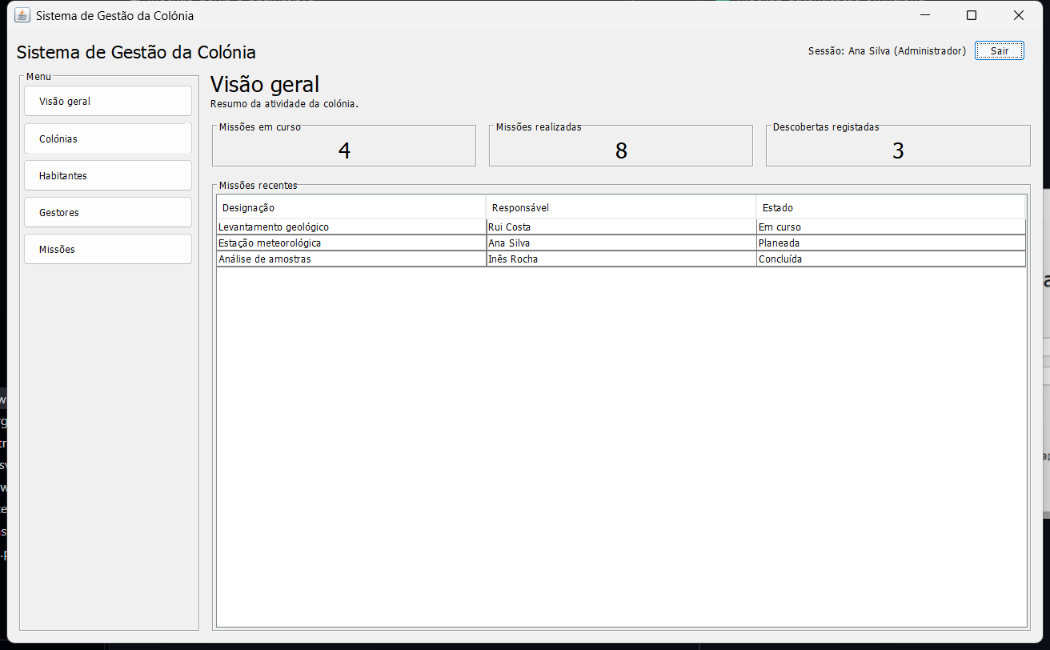 Sistema de Gestão da Colónia
Sistema de Gestão da Colónia
Sessão: Ana Silva (Administrador) Sair
Menu
Visão geral
Colónias
Habitantes
Gestores
Missões
Visão geral
Resumo da atividade da colónia.
Missões em curso
4
Missões realizadas
8
Descobertas registadas
3
Missões recentes
Designação Responsável Estado
Levantamento geológico Rui Costa Em curso
Estação meteorológica Ana Silva Planeada
Análise de amostras Inês Rocha Concluída